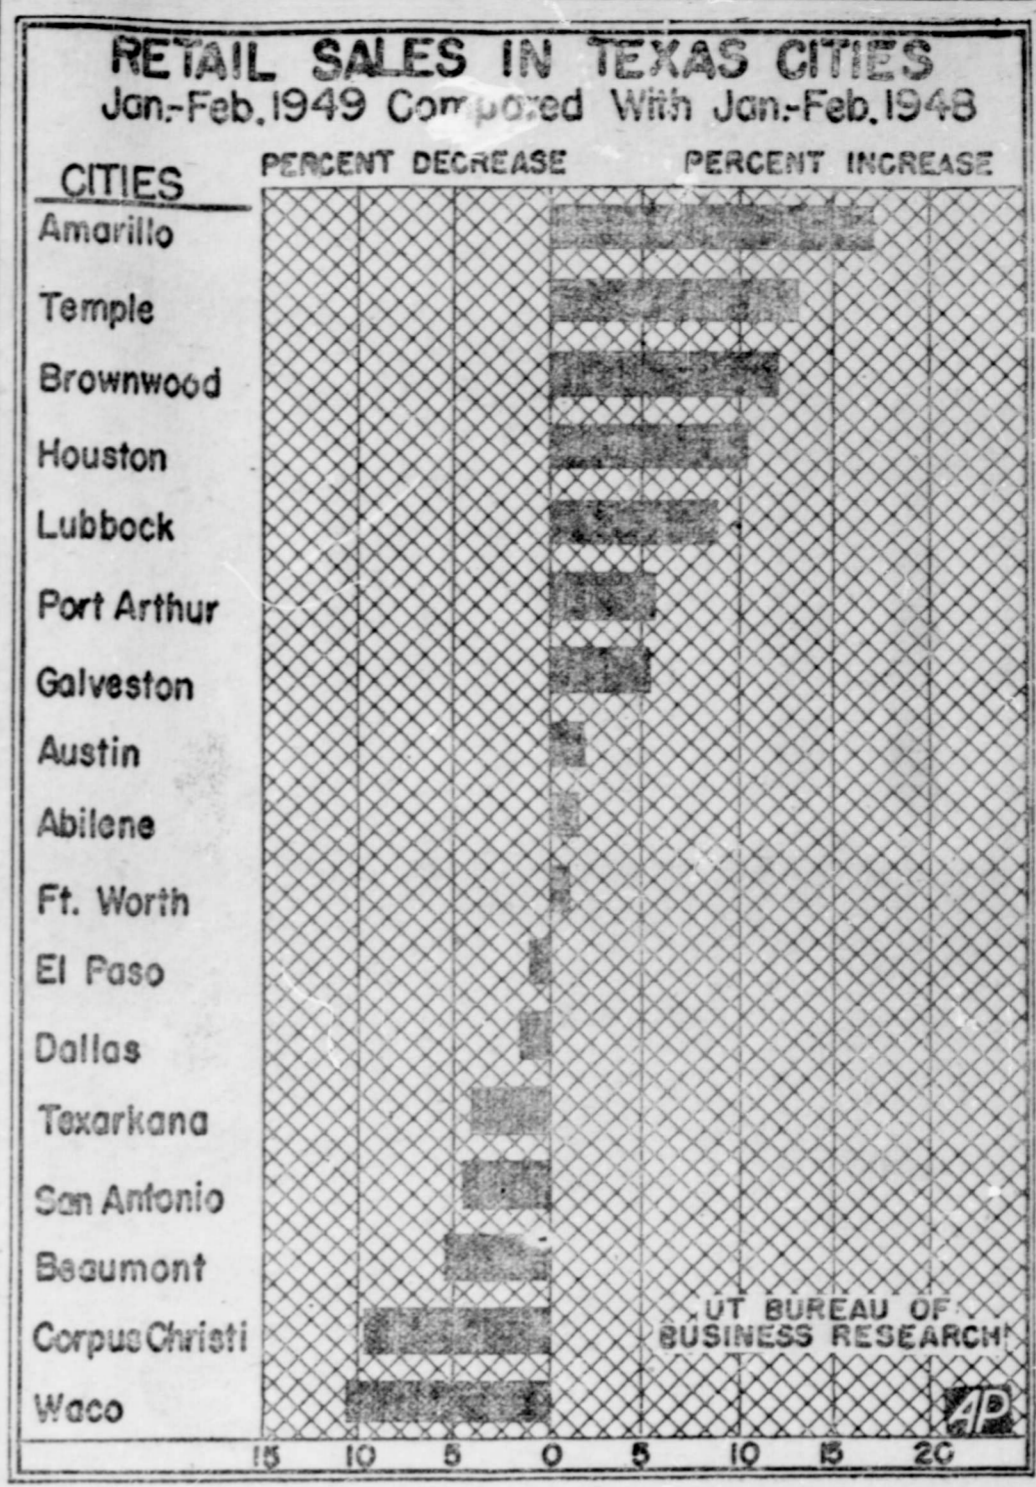 RETAIL SALES IN TEXAS CITIES
Jan.-Feb. 1949 Compared With Jan.-Feb. 1948
CITIES
PERCENT DECREASE PERCENT INCREASE
Amarillo
Temple
Brownwood
Houston
Lubbock
Port Arthur
Galveston
Austin
Abilene
Ft. Worth
El Paso
Dallas
Texarkana
San Antonio
Beaumont
Corpus Christi
Waco
UT BUREAU OF
BUSINESS RESEARCH
AP
15 10 5 0 5 10 15 20